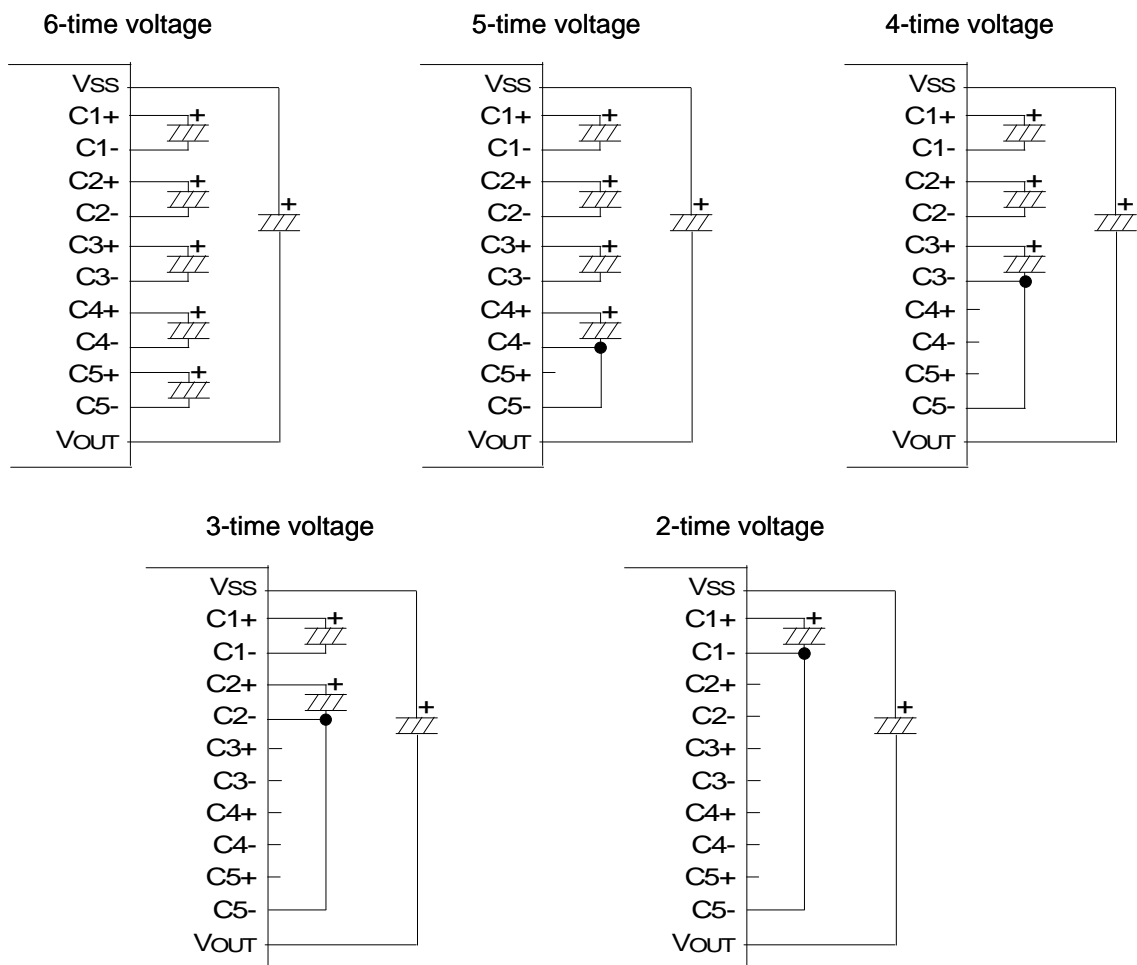 6-time voltage
VSS
C1+
C1-
C2+
C2-
C3+
C3-
C4+
C4-
C5+
C5-
VOUT
+
+
+
+
+
+
5-time voltage
VSS
C1+
C1-
C2+
C2-
C3+
C3-
C4+
C4-
C5+
C5-
VOUT
+
+
+
+
+
4-time voltage
VSS
C1+
C1-
C2+
C2-
C3+
C3-
C4+
C4-
C5+
C5-
VOUT
+
+
+
+
3-time voltage
VSS
C1+
C1-
C2+
C2-
C3+
C3-
C4+
C4-
C5+
C5-
VOUT
+
+
+
2-time voltage
VSS
C1+
C1-
C2+
C2-
C3+
C3-
C4+
C4-
C5+
C5-
VOUT
+
+